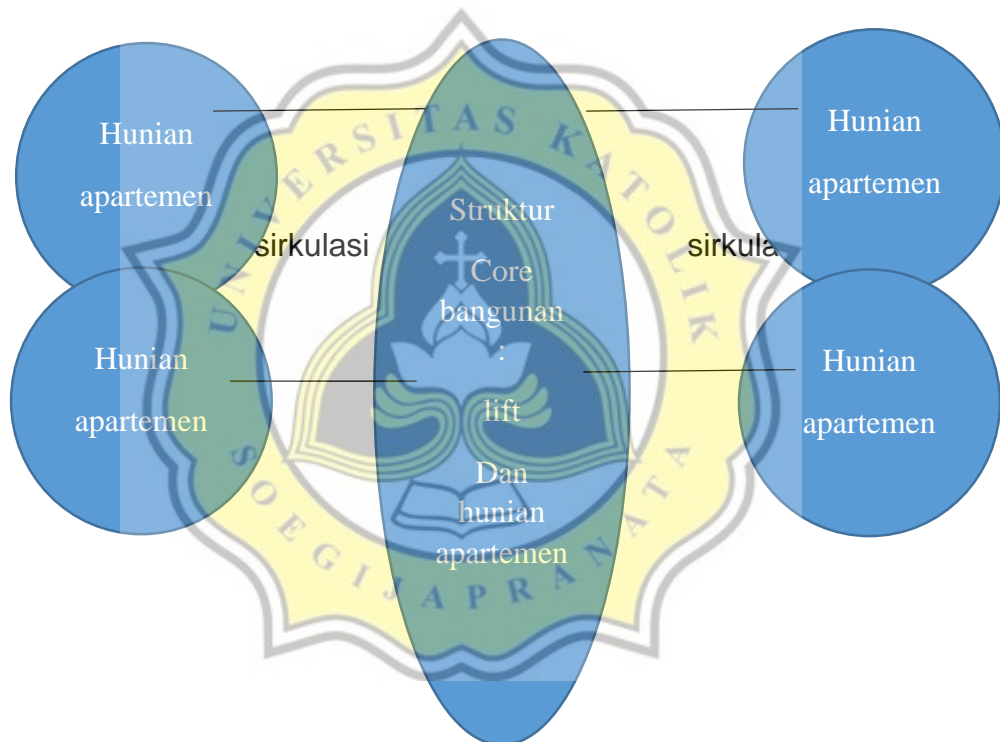 Hunian
apartemen
Hunian
apartemen
UNIVERSITAS KATOLIK
SOEGIJAPRANATA
sirkulasi
sirkula
Struktur
Core
bangunan
:
lift
Dan
hunian
apartemen
Hunian
apartemen
Hunian
apartemen